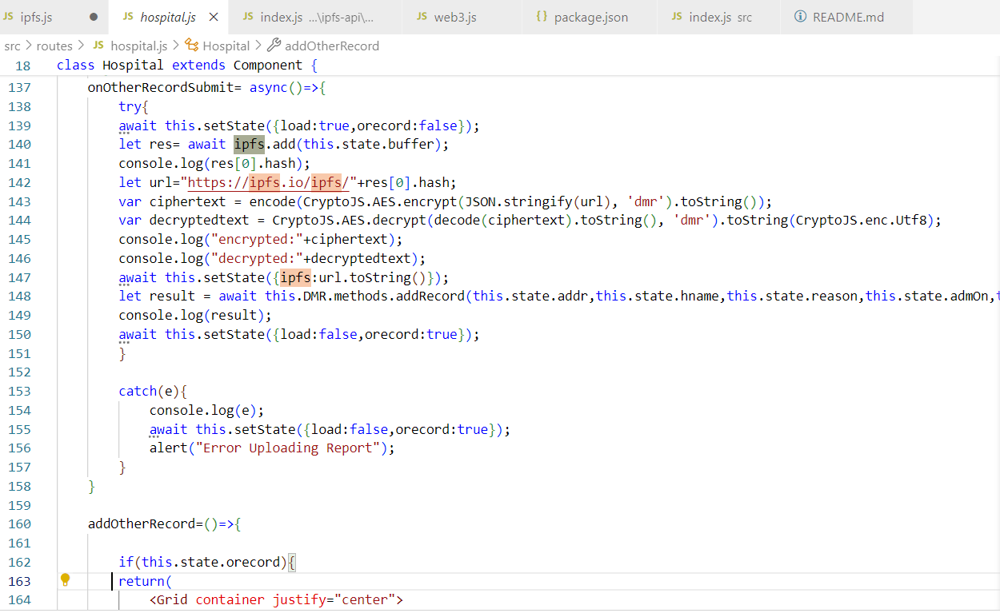 JS ipfs.js ● JS hospital.js × JS index.js ...\ipfs-api\... JS web3.js {} package.json JS index.js src ⓘ README.md
src > routes > JS hospital.js > Hospital > addOtherRecord
18 class Hospital extends Component {
137 onOtherRecordSubmit= async()=>{
138 try{
139 await this.setState({load:true,orecord:false});
140 let res= await ipfs.add(this.state.buffer);
141 console.log(res[0].hash);
142 let url="https://ipfs.io/ipfs/"+res[0].hash;
143 var ciphertext = encode(CryptoJS.AES.encrypt(JSON.stringify(url), 'dmr').toString());
144 var decryptedtext = CryptoJS.AES.decrypt(decode(ciphertext).toString(), 'dmr').toString(CryptoJS.enc.Utf8);
145 console.log("encrypted:"+ciphertext);
146 console.log("decrypted:"+decryptedtext);
147 await this.setState({ipfs:url.toString()});
148 let result = await this.DMR.methods.addRecord(this.state.addr,this.state.hname,this.state.reason,this.state.admOn,
149 console.log(result);
150 await this.setState({load:false,orecord:true});
151 }
152
153 catch(e){
154 console.log(e);
155 await this.setState({load:false,orecord:true});
156 alert("Error Uploading Report");
157 }
158 }
159
160 addOtherRecord=()=>{
161
162 if(this.state.orecord){
163 return(
164 <Grid container justify="center">